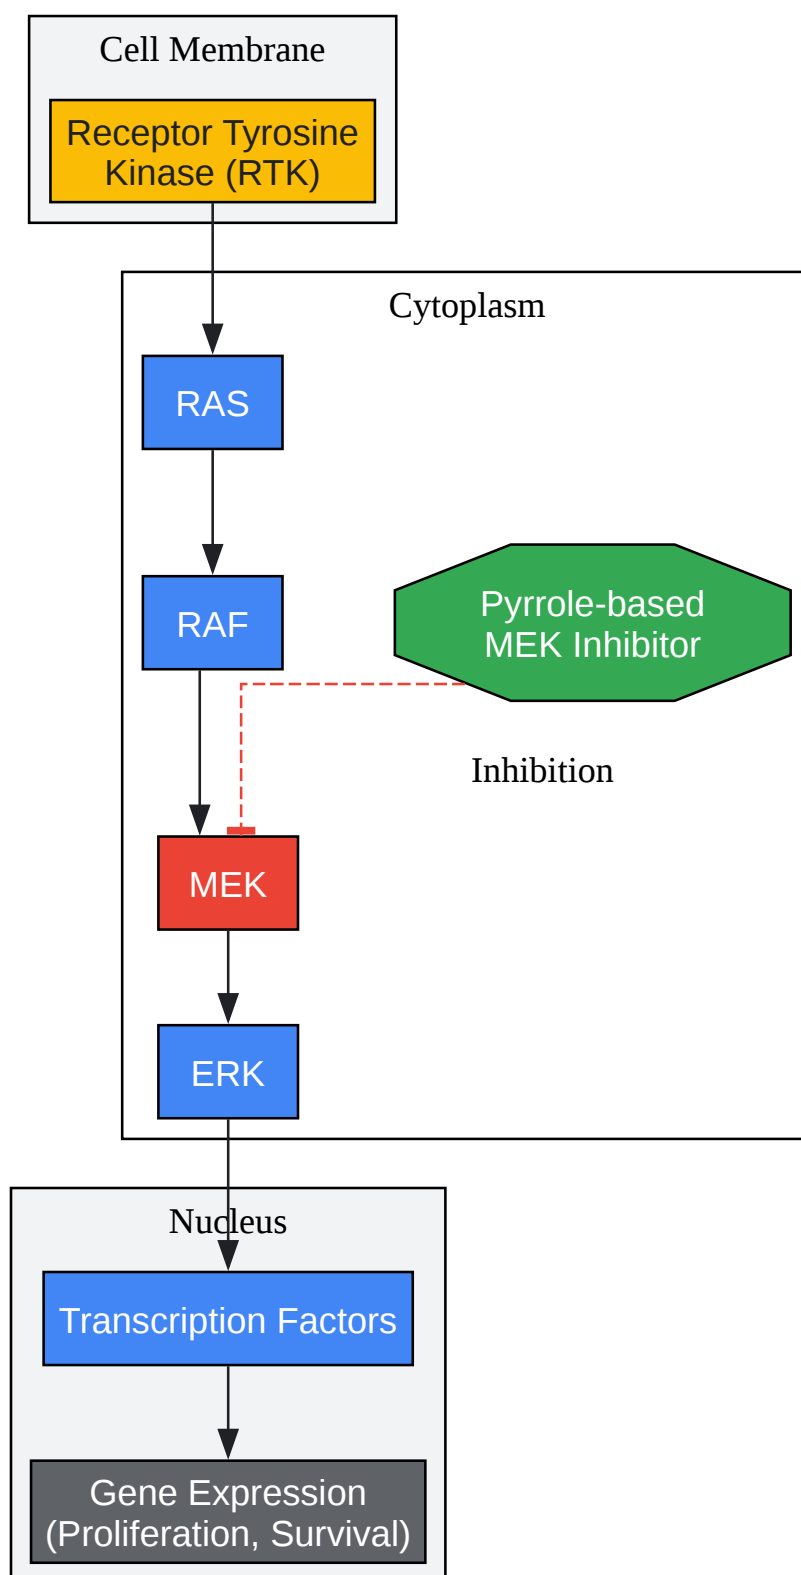 Cell Membrane
Receptor Tyrosine
Kinase (RTK)
Cytoplasm
RAS
RAF
Pyrrole-based
MEK Inhibitor
Inhibition
MEK
ERK
Nucleus
Transcription Factors
Gene Expression
(Proliferation, Survival)